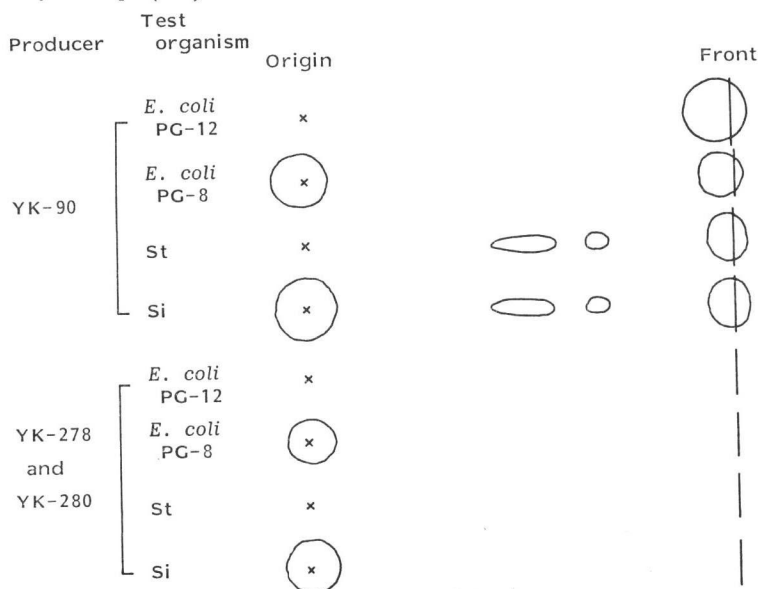 Producer Test organism Origin Front
E. coli
PG-12 ×
E. coli
PG-8 ×
YK-90
St ×
Si ×
E. coli
PG-12 ×
YK-278
E. coli
PG-8 ×
and
YK-280
St ×
Si ×